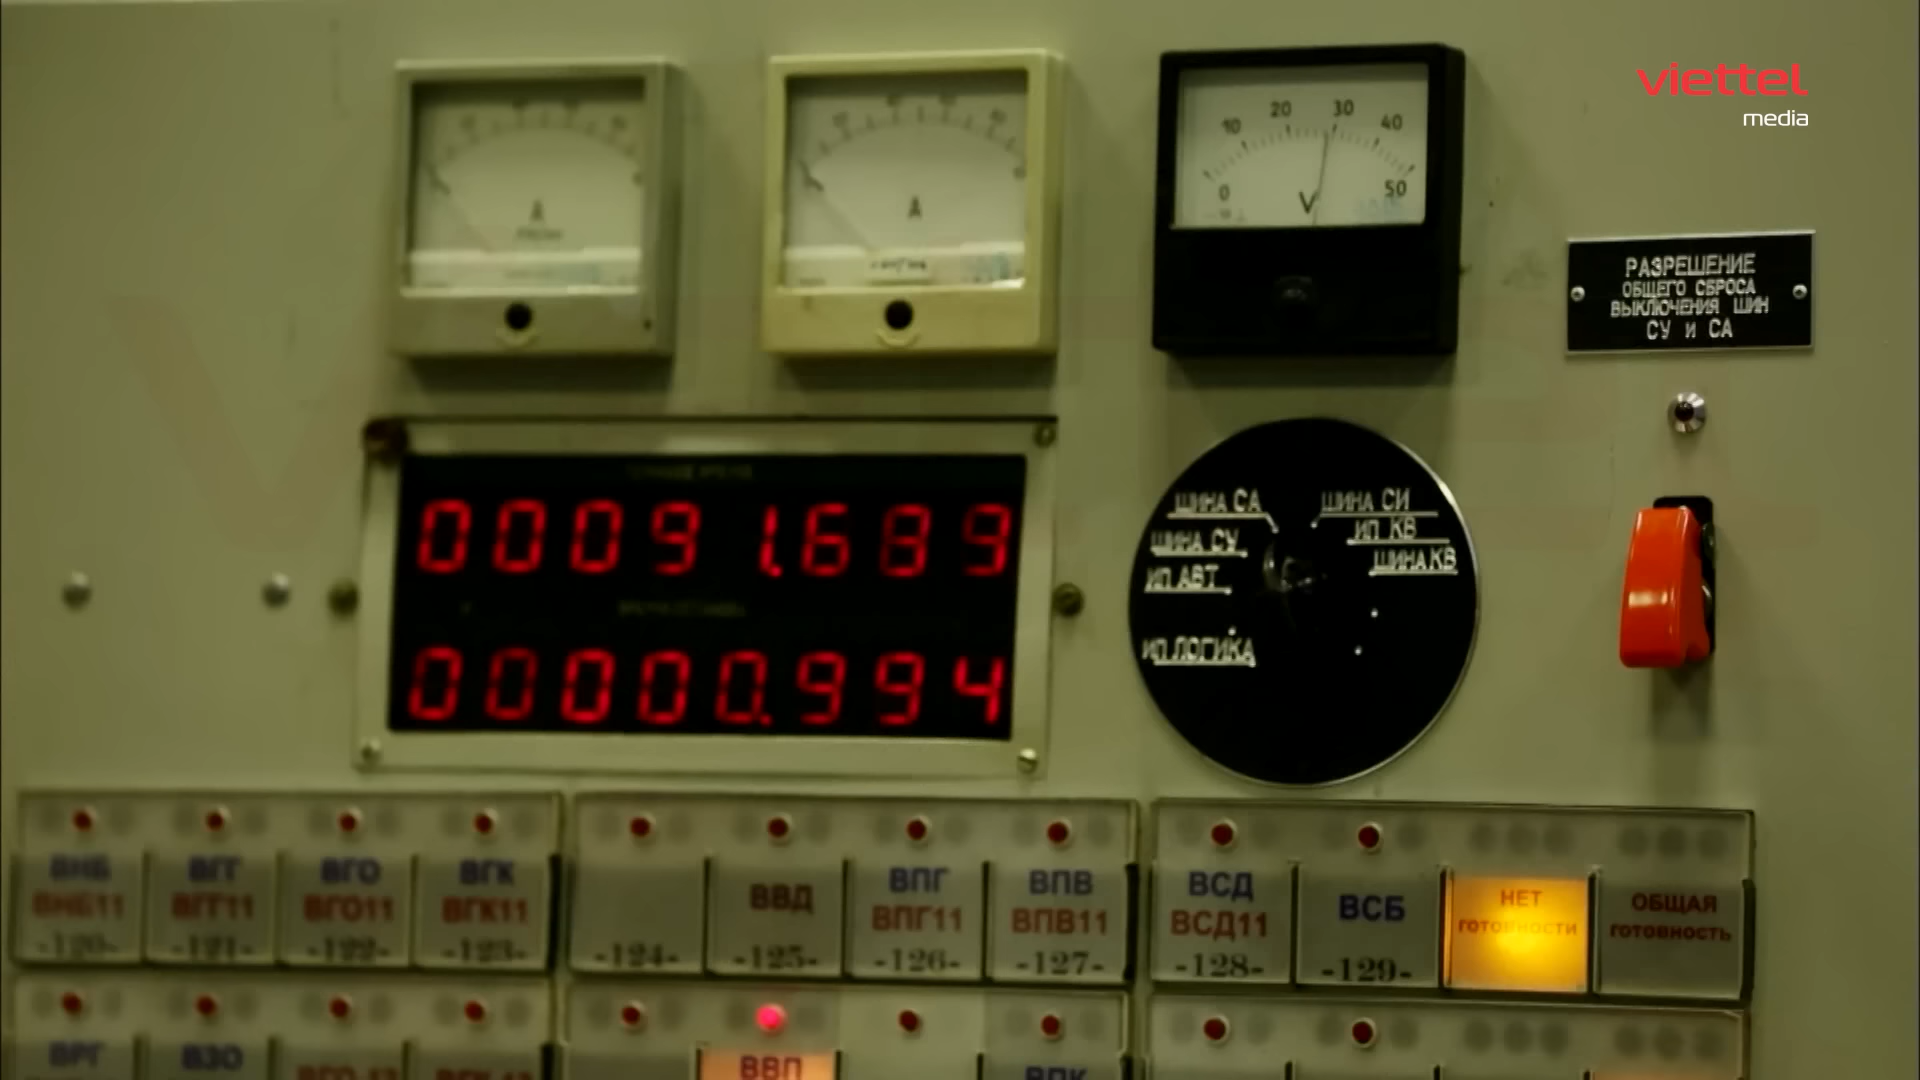 viettel
media
10 20 30 40
0 50
V
A
A
РАЗРЕШЕНИЕ
ОБЩЕГО СБРОСА
ВЫКЛЮЧЕНИЯ ШИН
СУ и СА
00091.689
00000.994
ШИНА СА
ШИНА СУ
ИП АВТ
ИП ЛОГИКА
ШИНА СИ
ИП КВ
ШИНА КВ
ВНБ
ВНБ11
-120-
ВГГ
ВГГ11
-121-
ВГО
ВГО11
-122-
ВГК
ВГК11
-123-
-124-
ВВД
-125-
ВПГ
ВПГ11
-126-
ВПВ
ВПВ11
-127-
ВСД
ВСД11
-128-
ВСБ
-129-
НЕТ
готовности
ОБЩАЯ
готовность
ВРГ
ВЗО
ВВП
ВПК